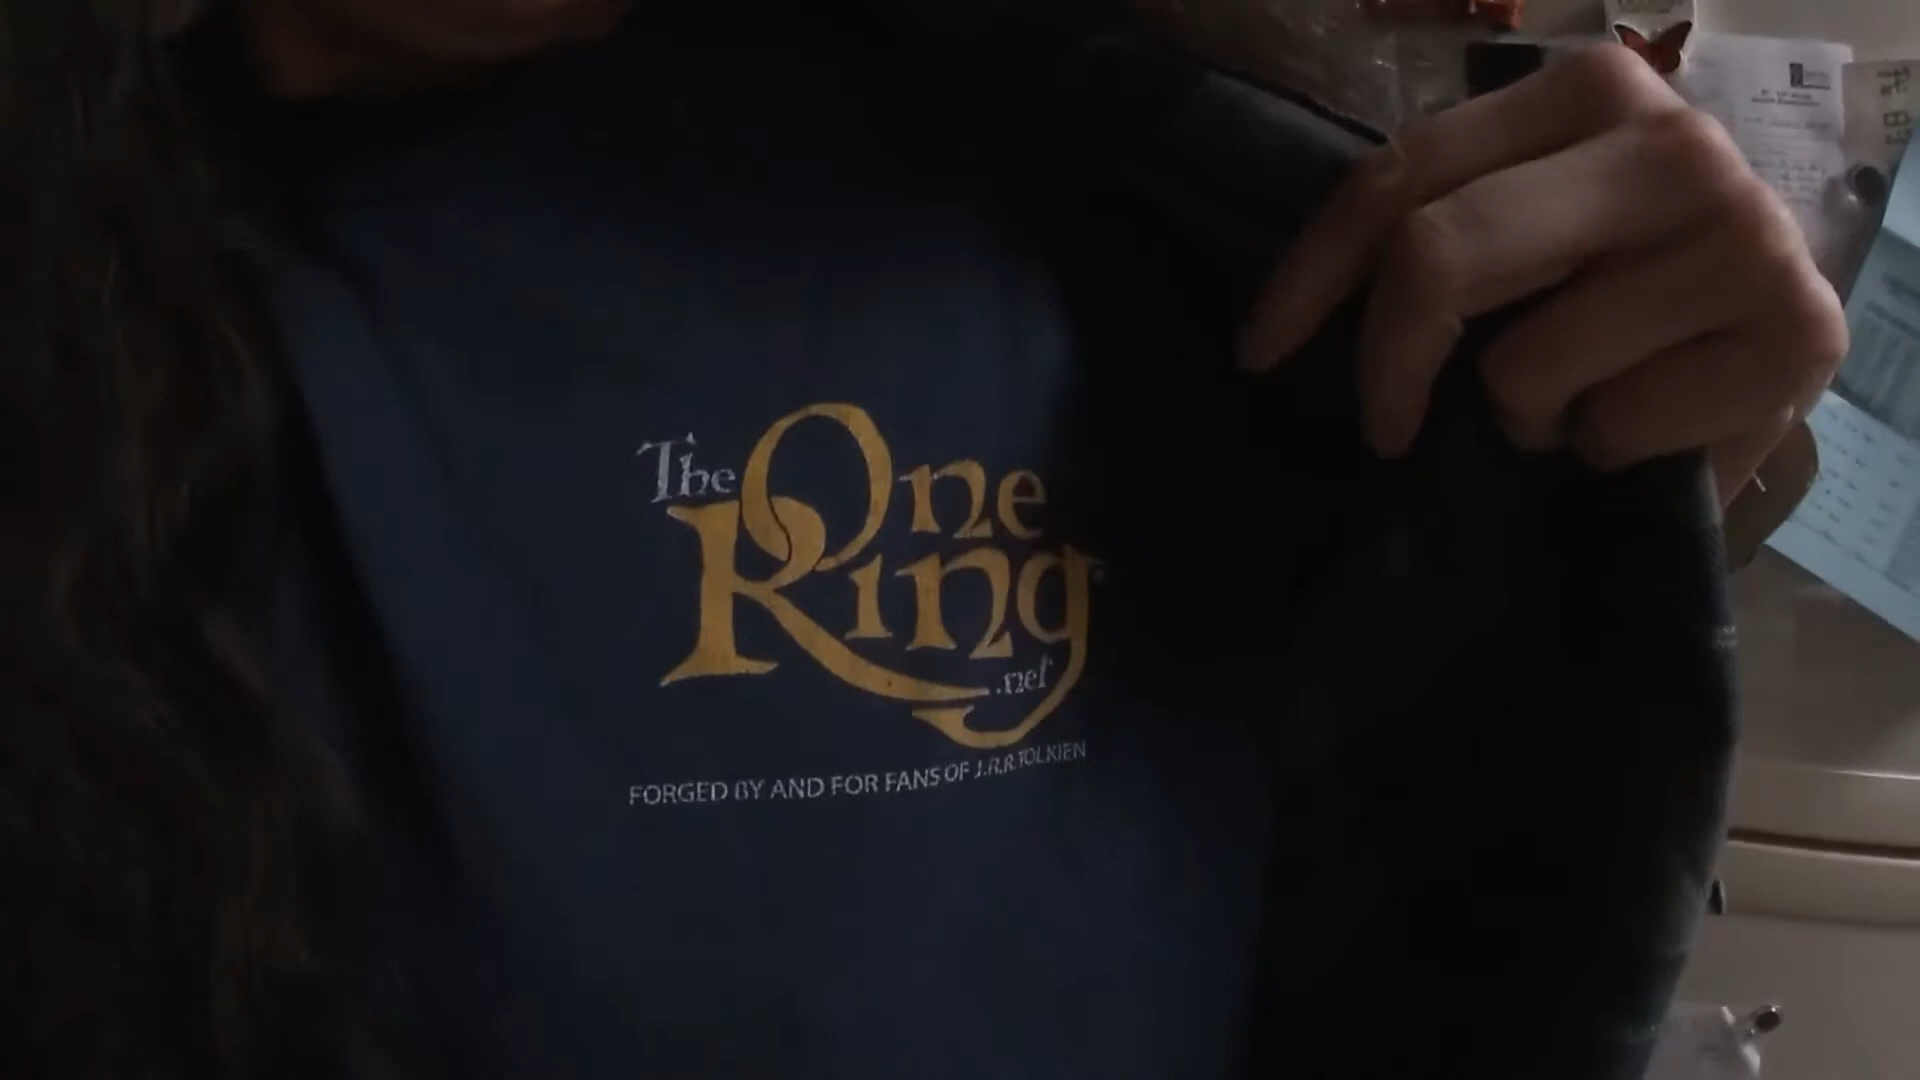 The One
Ring
.net
FORGED BY AND FOR FANS OF J.R.R. TOLKIEN